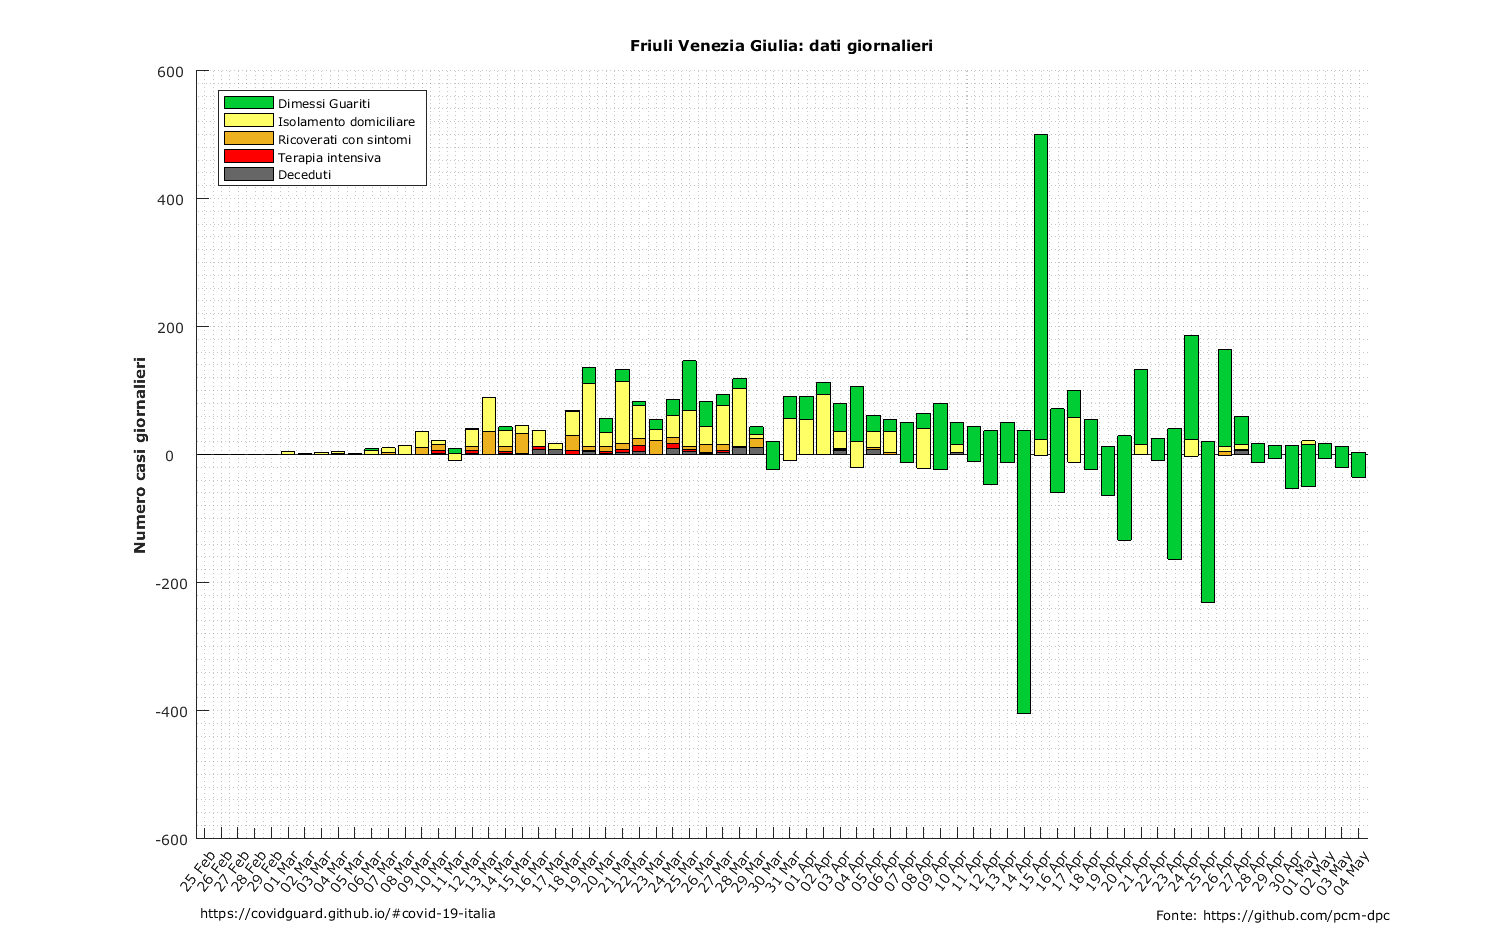 Friuli Venezia Giulia: dati giornalieri
600
400
200
0
-200
-400
-600
Numero casi giornalieri
Dimessi Guariti
Isolamento domiciliare
Ricoverati con sintomi
Terapia intensiva
Deceduti
25 Feb
26 Feb
27 Feb
28 Feb
29 Feb
01 Mar
02 Mar
03 Mar
04 Mar
05 Mar
06 Mar
07 Mar
08 Mar
09 Mar
10 Mar
11 Mar
12 Mar
13 Mar
14 Mar
15 Mar
16 Mar
17 Mar
18 Mar
19 Mar
20 Mar
21 Mar
22 Mar
23 Mar
24 Mar
25 Mar
26 Mar
27 Mar
28 Mar
29 Mar
30 Mar
31 Mar
01 Apr
02 Apr
03 Apr
04 Apr
05 Apr
06 Apr
07 Apr
08 Apr
09 Apr
10 Apr
11 Apr
12 Apr
13 Apr
14 Apr
15 Apr
16 Apr
17 Apr
18 Apr
19 Apr
20 Apr
21 Apr
22 Apr
23 Apr
24 Apr
25 Apr
26 Apr
27 Apr
28 Apr
29 Apr
30 Apr
01 May
02 May
03 May
04 May
https://covidguard.github.io/#covid-19-italia
Fonte: https://github.com/pcm-dpc